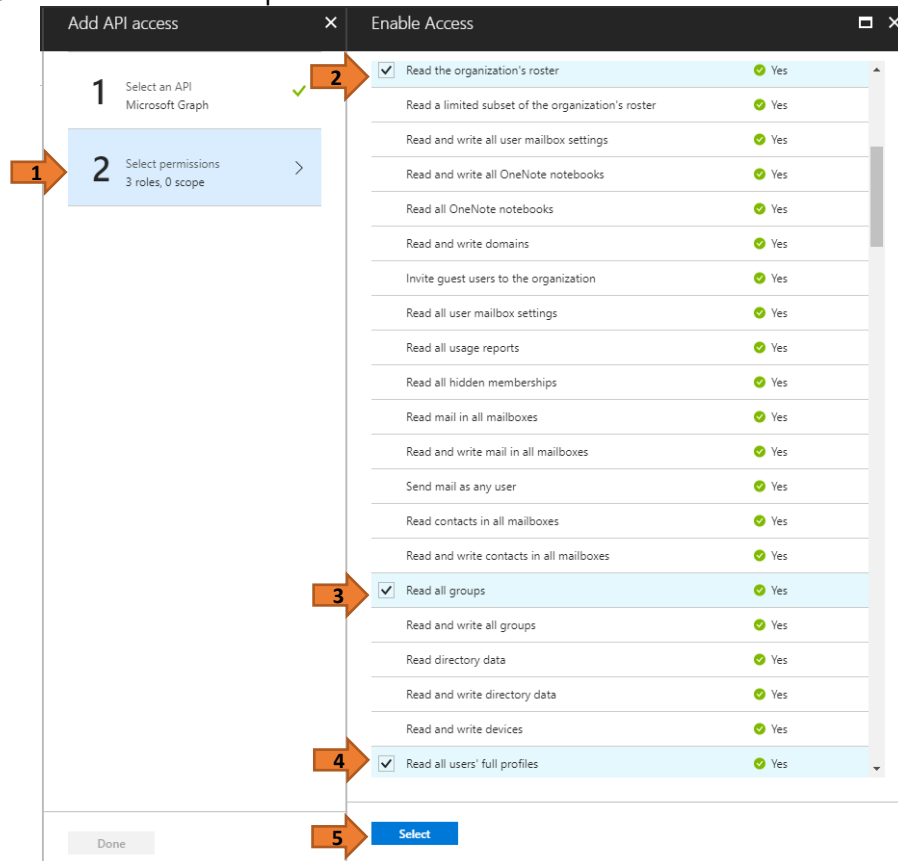 Add API access
Enable Access
1
Select an API
Microsoft Graph
1
2
Select permissions
3 roles, 0 scope
2
Read the organization's roster Yes
Read a limited subset of the organization's roster Yes
Read and write all user mailbox settings Yes
Read and write all OneNote notebooks Yes
Read all OneNote notebooks Yes
Read and write domains Yes
Invite guest users to the organization Yes
Read all user mailbox settings Yes
Read all usage reports Yes
Read all hidden memberships Yes
Read mail in all mailboxes Yes
Read and write mail in all mailboxes Yes
Send mail as any user Yes
Read contacts in all mailboxes Yes
Read and write contacts in all mailboxes Yes
3
Read all groups Yes
Read and write all groups Yes
Read directory data Yes
Read and write directory data Yes
Read and write devices Yes
4
Read all users' full profiles Yes
Done
5
Select